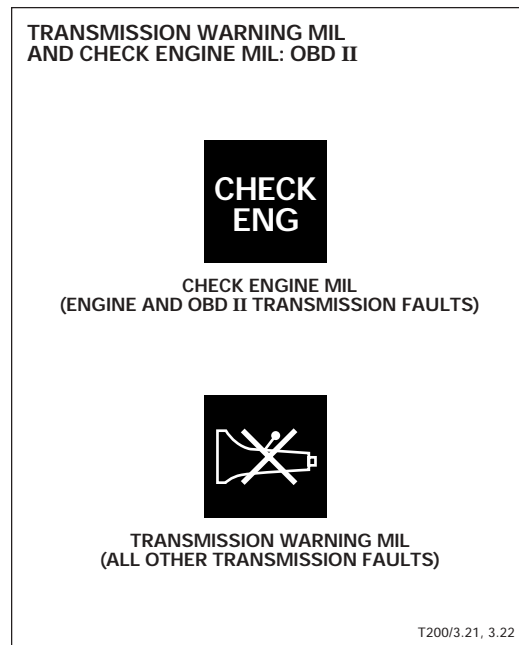 TRANSMISSION WARNING MIL
AND CHECK ENGINE MIL: OBD II
CHECK
ENG
CHECK ENGINE MIL
(ENGINE AND OBD II TRANSMISSION FAULTS)
TRANSMISSION WARNING MIL
(ALL OTHER TRANSMISSION FAULTS)
T200/3.21, 3.22